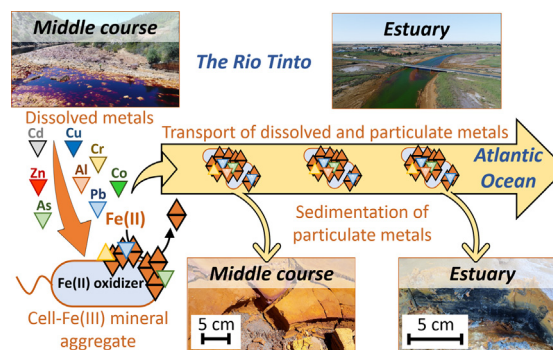 Middle course
The Rio Tinto
Estuary
Dissolved metals
Cd
Cu
Cr
Zn
Al
Co
As
Pb
Fe(II)
Transport of dissolved and particulate metals
Atlantic
Ocean
Sedimentation of
particulate metals
Fe(II) oxidizer
Cell-Fe(III) mineral
aggregate
Middle course
5 cm
Estuary
5 cm